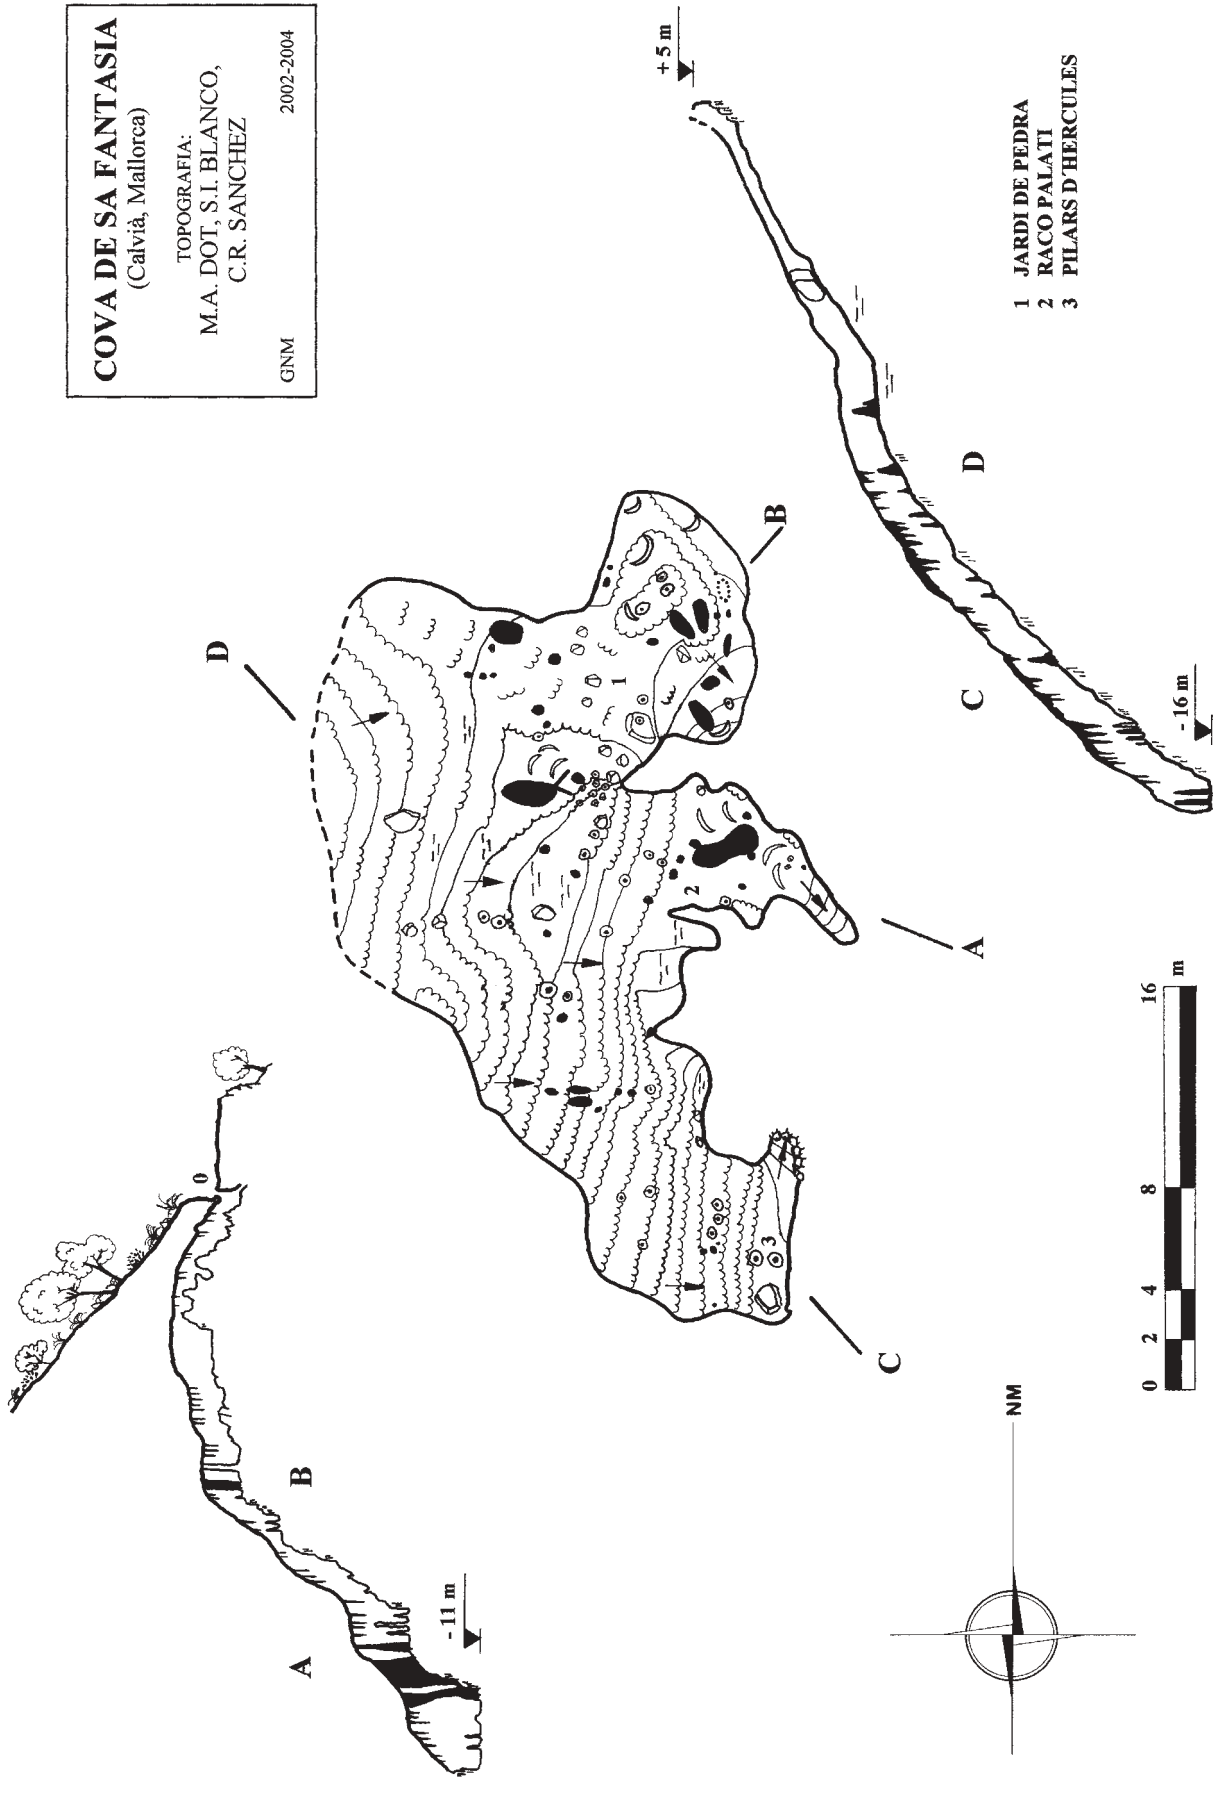 COVA DE SA FANTASIA
(Calvià, Mallorca)
TOPOGRAFIA:
M.A. DOT, S.I. BLANCO,
C.R. SANCHEZ
GNM 2002-2004
+ 5 m
- 16 m
C D
1 JARDI DE PEDRA
2 RACO PALATI
3 PILARS D'HERCULES
D
B
A
C
1
2
3
0
A B
- 11 m
NM
0 2 4 8 16
m